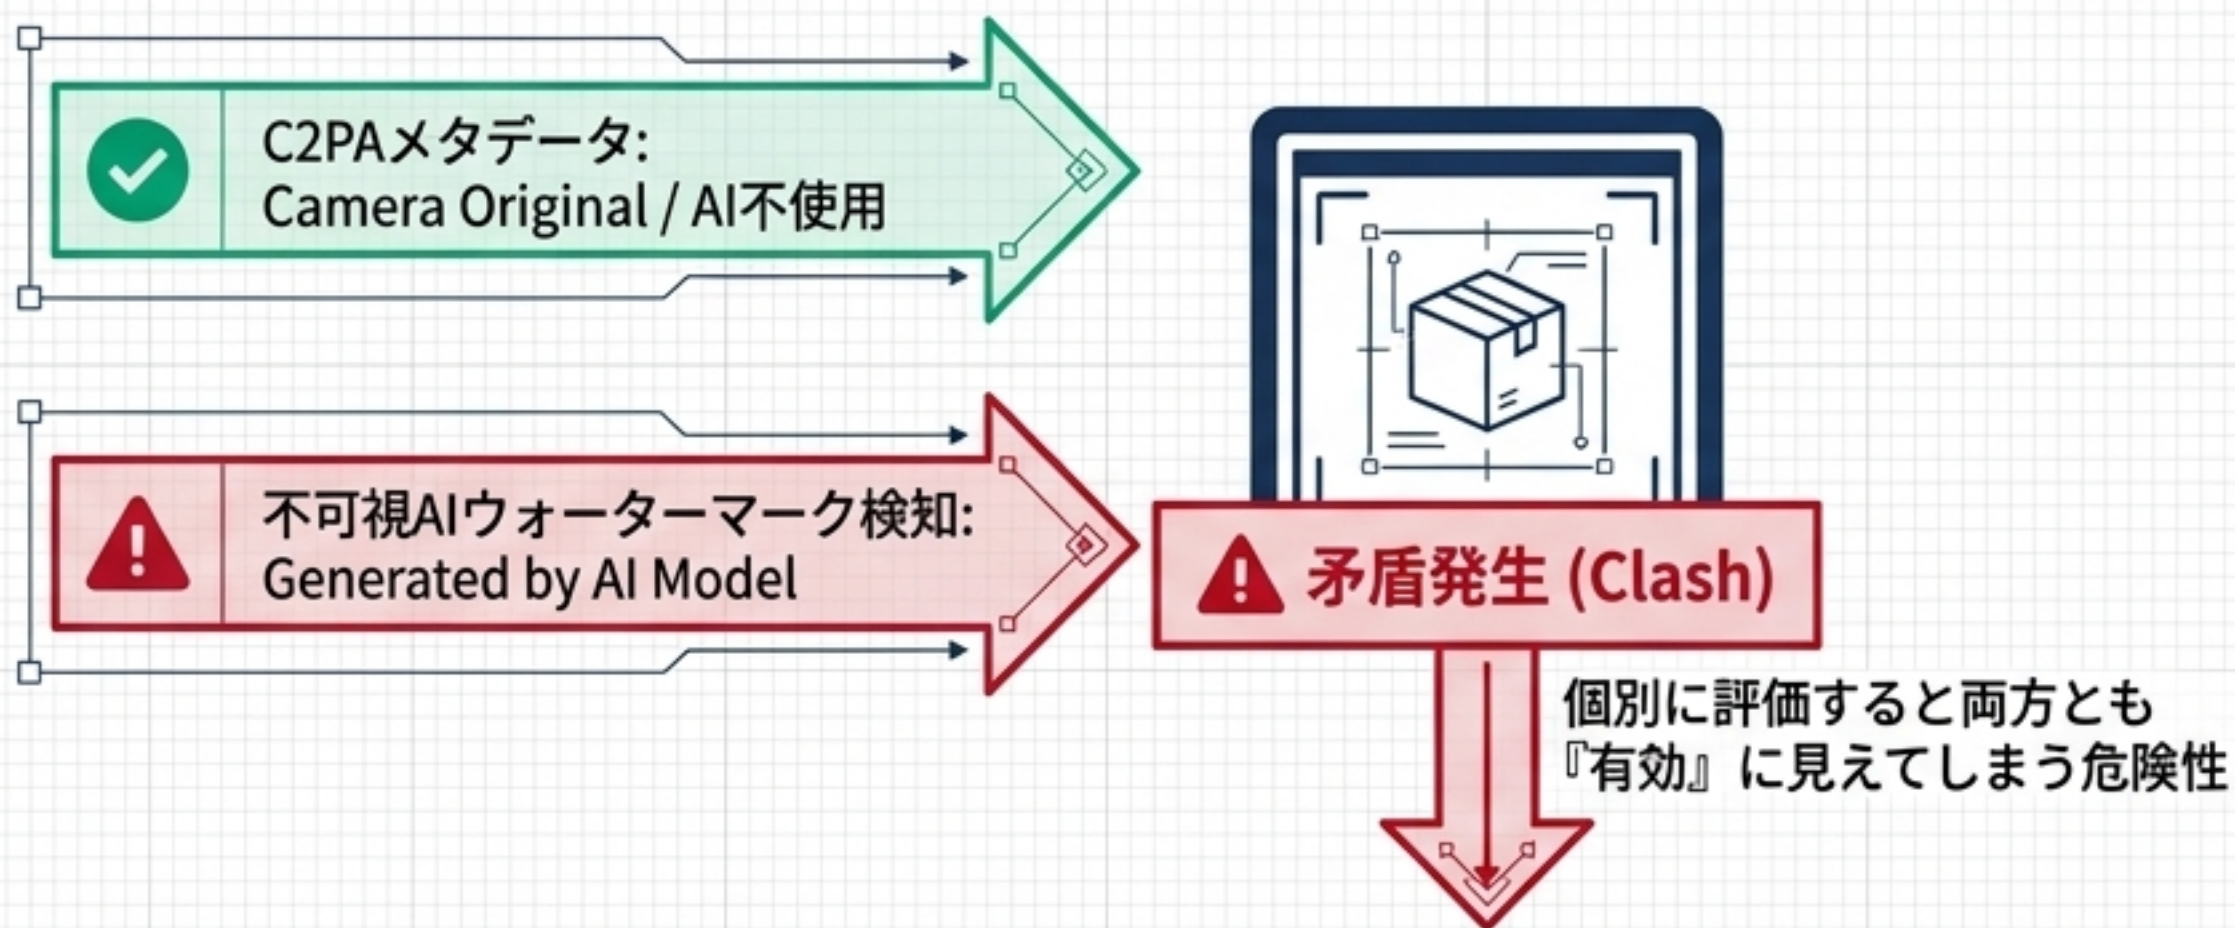 C2PAメタデータ:
Camera Original / AI不使用
不可視AIウォーターマーク検知:
Generated by AI Model
矛盾発生 (Clash)
個別に評価すると両方とも
『有効』に見えてしまう危険性